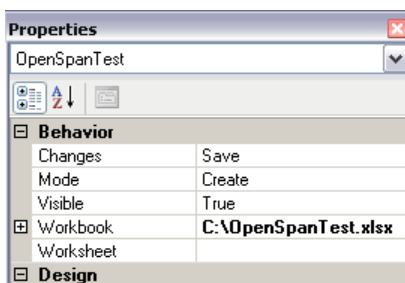 Properties
OpenSpanTest
Behavior
Changes Save
Mode Create
Visible True
Workbook C:\OpenSpanTest.xlsx
Worksheet
Design